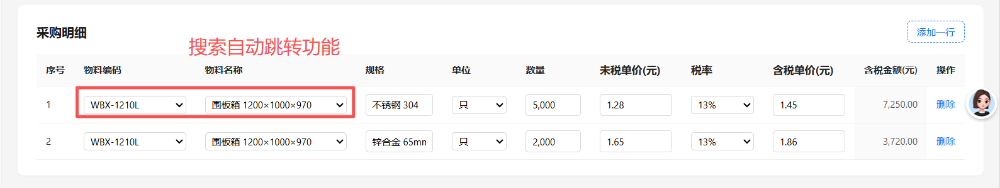 采购明细
添加一行
搜索自动跳转功能
序号 物料编码 物料名称 规格 单位 数量 未税单价(元) 税率 含税单价(元) 含税金额(元) 操作
1 WBX-1210L 围板箱 1200×1000×970 不锈钢 304 只 5,000 1.28 13% 1.45 7,250.00 删除
2 WBX-1210L 围板箱 1200×1000×970 锌合金 65mm 只 2,000 1.65 13% 1.86 3,720.00 删除